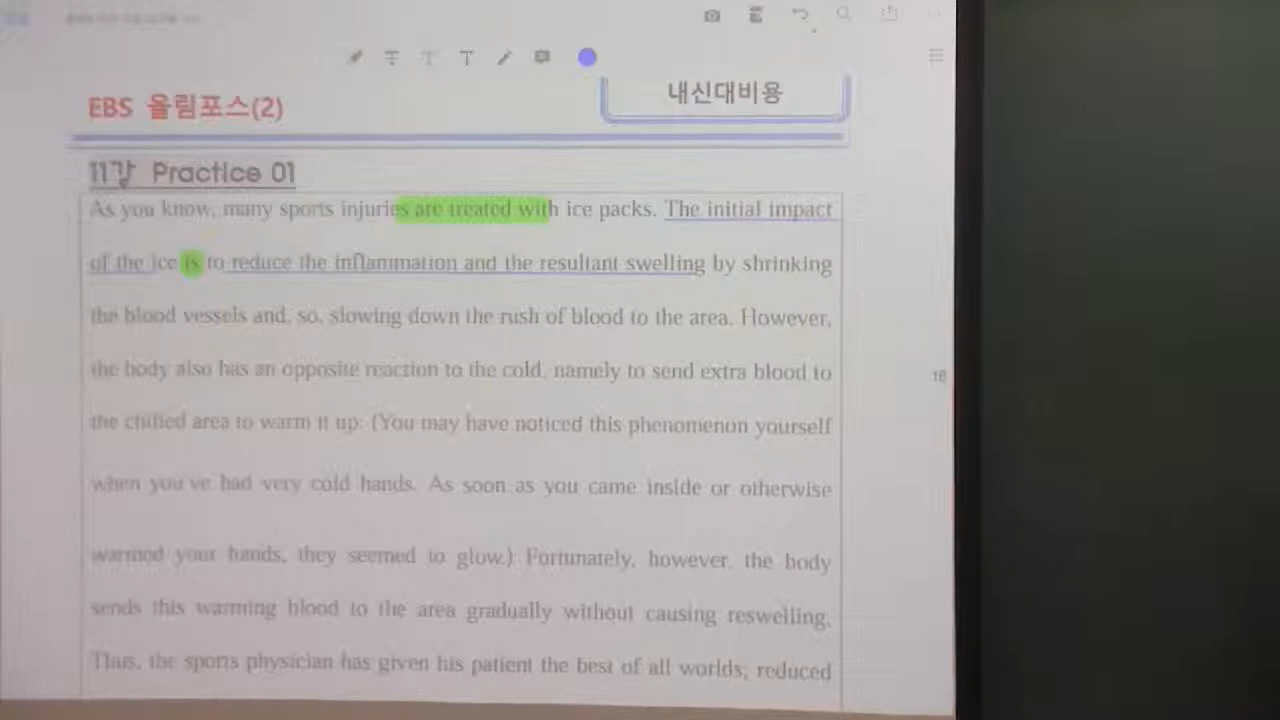 EBS 올림포스(2)
내신대비용
11강 Practice 01
As you know, many sports injuries are treated with ice packs. The initial impact
of the ice is to reduce the inflammation and the resultant swelling by shrinking
the blood vessels and, so, slowing down the rush of blood to the area. However,
the body also has an opposite reaction to the cold, namely to send extra blood to
the chilled area to warm it up: (You may have noticed this phenomenon yourself
when you've had very cold hands. As soon as you came inside or otherwise
warmed your hands, they seemed to glow.) Fortunately, however, the body
sends this warming blood to the area gradually without causing reswelling.
Thus, the sports physician has given his patient the best of all worlds; reduced
16